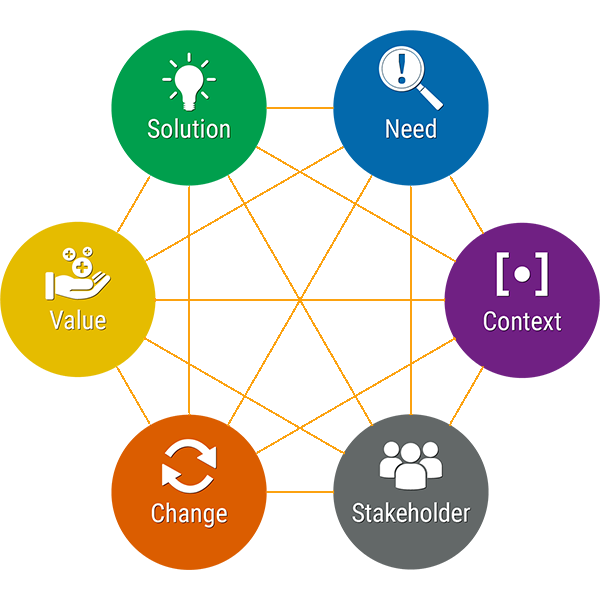 Solution
Need
Value
Context
Change
Stakeholder